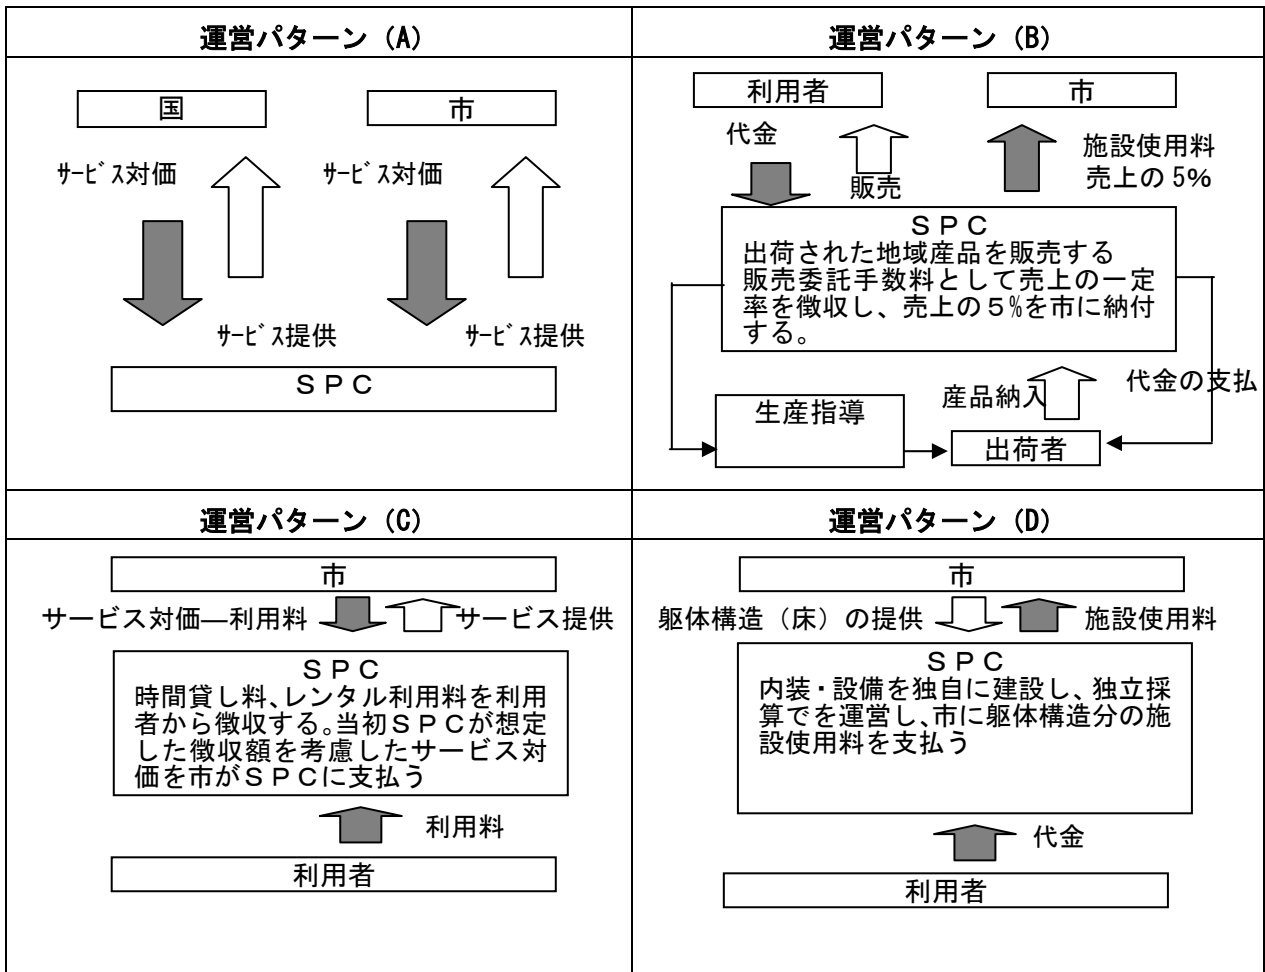 運営パターン（A）
国
市
サービス対価
サービス対価
サービス提供
サービス提供
ＳＰＣ
運営パターン（B）
利用者
市
代金
販売
施設使用料
売上の 5%
ＳＰＣ
出荷された地域産品を販売する
販売委託手数料として売上の一定
率を徴収し、売上の５%を市に納付
する。
生産指導
産品納入
代金の支払
出荷者
運営パターン（C）
市
サービス対価―利用料
サービス提供
ＳＰＣ
時間貸し料、レンタル利用料を利用
者から徴収する。当初ＳＰＣが想定
した徴収額を考慮したサービス対
価を市がＳＰＣに支払う
利用料
利用者
運営パターン（D）
市
躯体構造（床）の提供
施設使用料
ＳＰＣ
内装・設備を独自に建設し、独立採
算でを運営し、市に躯体構造分の施
設使用料を支払う
代金
利用者